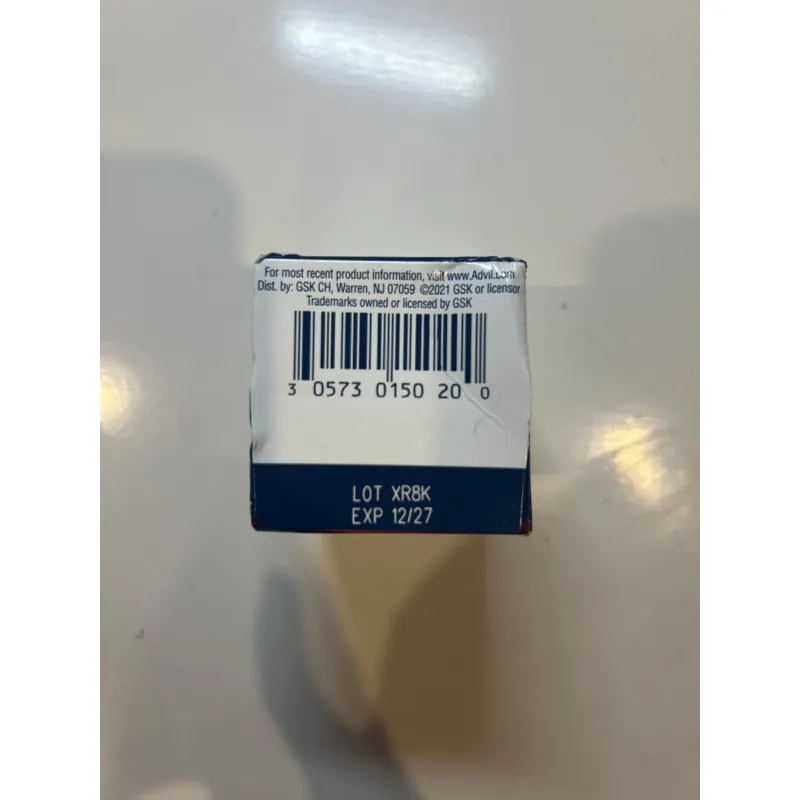 For most recent product information, visit www.Advil.com
Dist. by: GSK CH, Warren, NJ 07059 ©2021 GSK or licensor
Trademarks owned or licensed by GSK
3 0573 0150 20 0
LOT XR8K
EXP 12/27